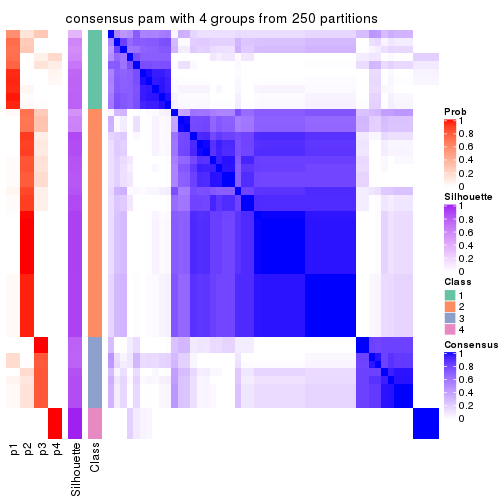 consensus pam with 4 groups from 250 partitions
Prob
1
0.8
0.6
0.4
0.2
0
Silhouette
1
0.8
0.6
0.4
0.2
0
Class
1
2
3
4
Consensus
1
0.8
0.6
0.4
0.2
0
p1
p2
p3
p4
Silhouette
Class